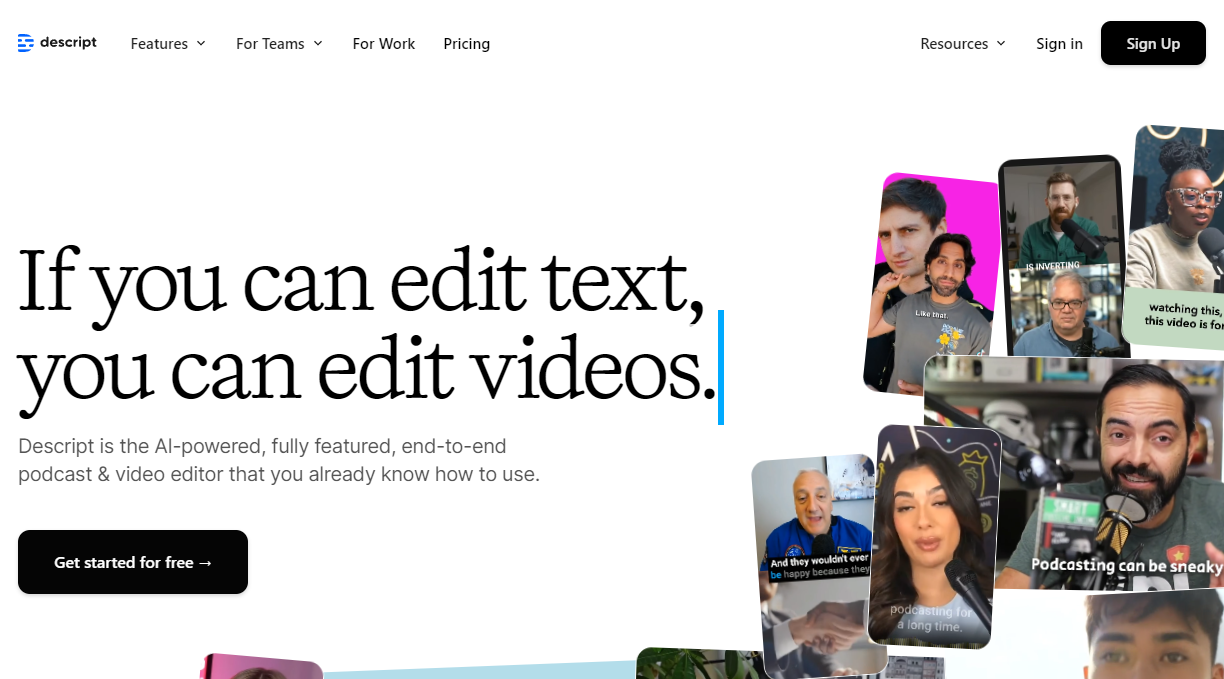 descript
Features
For Teams
For Work
Pricing
Resources
Sign in
Sign Up
If you can edit text,
you can edit videos.
Descript is the AI-powered, fully featured, end-to-end
podcast & video editor that you already know how to use.
Get started for free →
Like that.
IS INVERTING
watching this,
this video is for
SMART
Podcasting can be sneaky
And they wouldn't ever
be happy because they
podcasting for
a long time.